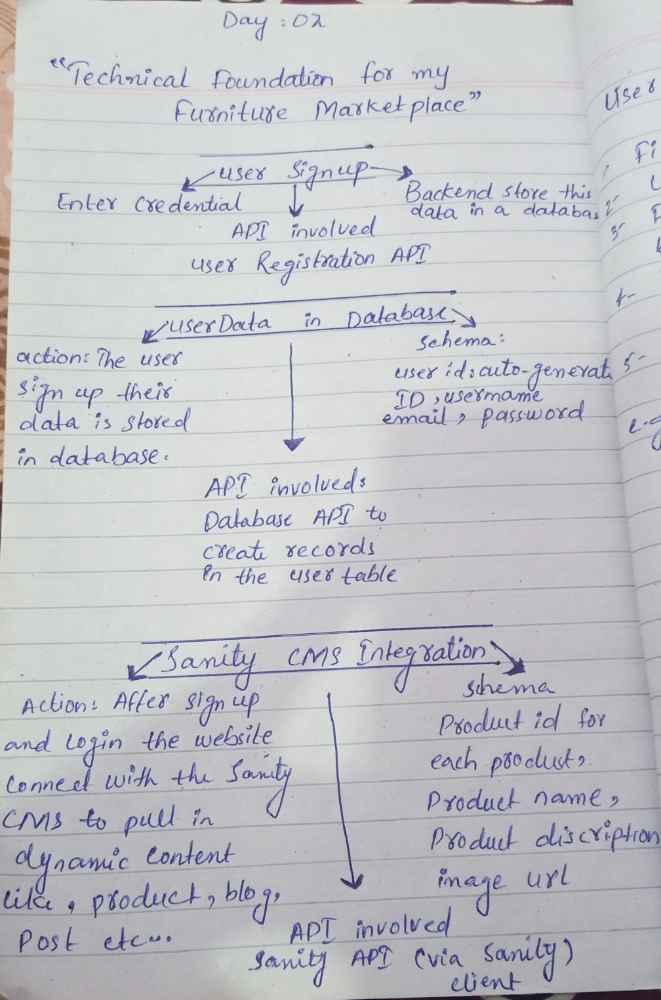 Day : 02
"Technical Foundation for my
Furniture Marketplace"
User Signup
Enter Credential
Backend store this
data in a databas
API involved
user Registration API
userData in Database
action: The user
sign up their
data is stored
in database.
Schema:
user id: auto-generat
ID, usermame
email, password
API involveds
Database API to
create records
in the user table
Sanity CMS Integration
Action: After sign up
and login the website
connect with the Sanity
CMS to pull in
dynamic content
like, product, blog,
Post etc...
Schema
Product id for
each product,
Product name,
Product discription
image url
API involved
Sanity API (via Sanity)
client
User
Fi
2-
3-
4-
5-
e.g